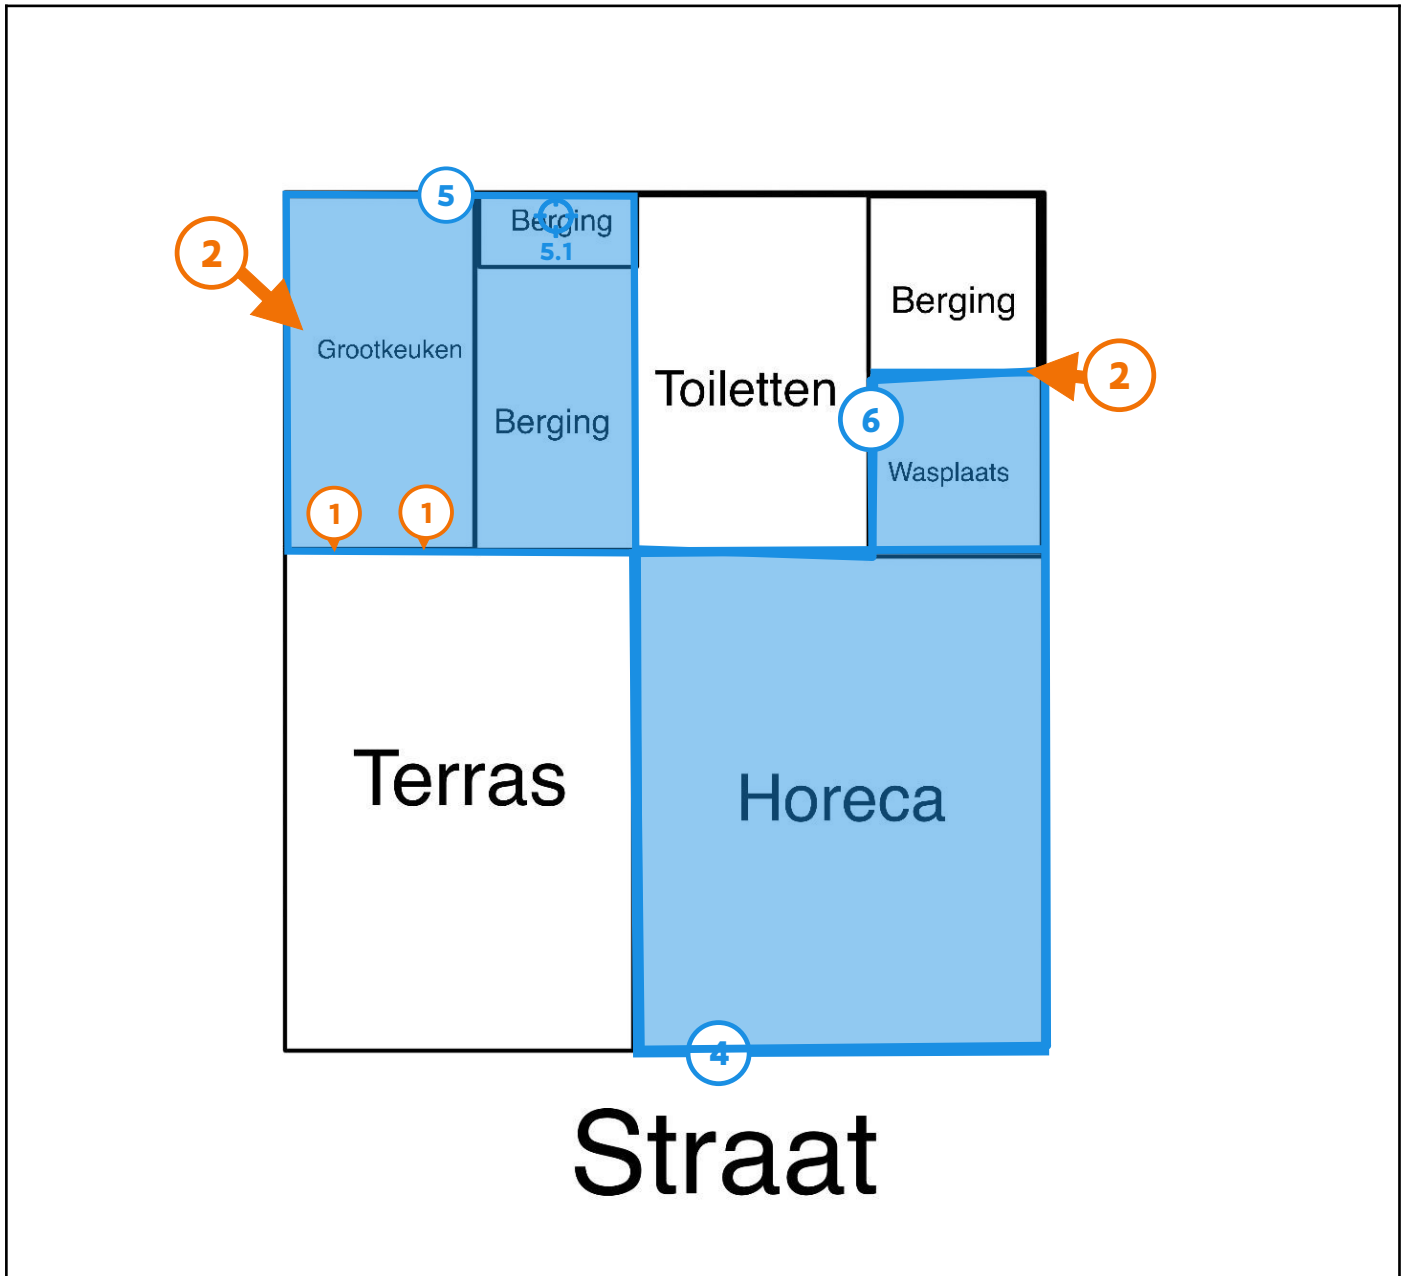 5
Berging
5.1
2
Berging
Grootkeuken
2
Toiletten
6
Berging
Wasplaats
1
1
Terras
Horeca
4
Straat